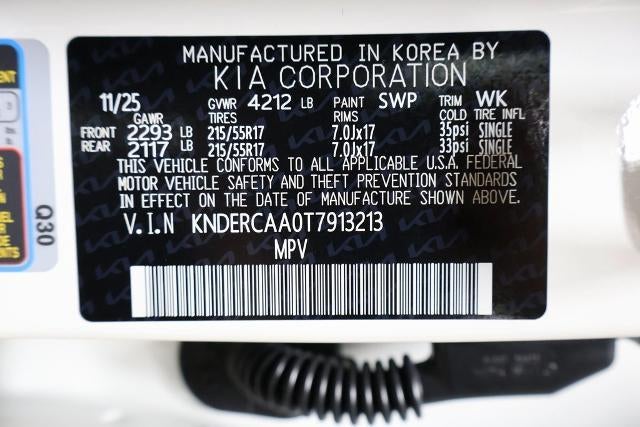 MANUFACTURED IN KOREA BY
KIA CORPORATION
11/25 GVWR 4212 LB PAINT SWP TRIM WK
GAWR TIRES RIMS COLD TIRE INFL
FRONT 2293 LB 215/55R17 7.0Jx17 35psi SINGLE
REAR 2117 LB 215/55R17 7.0Jx17 33psi SINGLE
THIS VEHICLE CONFORMS TO ALL APPLICABLE U.S.A. FEDERAL
MOTOR VEHICLE SAFETY AND THEFT PREVENTION STANDARDS
IN EFFECT ON THE DATE OF MANUFACTURE SHOWN ABOVE.
V.I.N KNDERCAA0T7913213
MPV
Q30